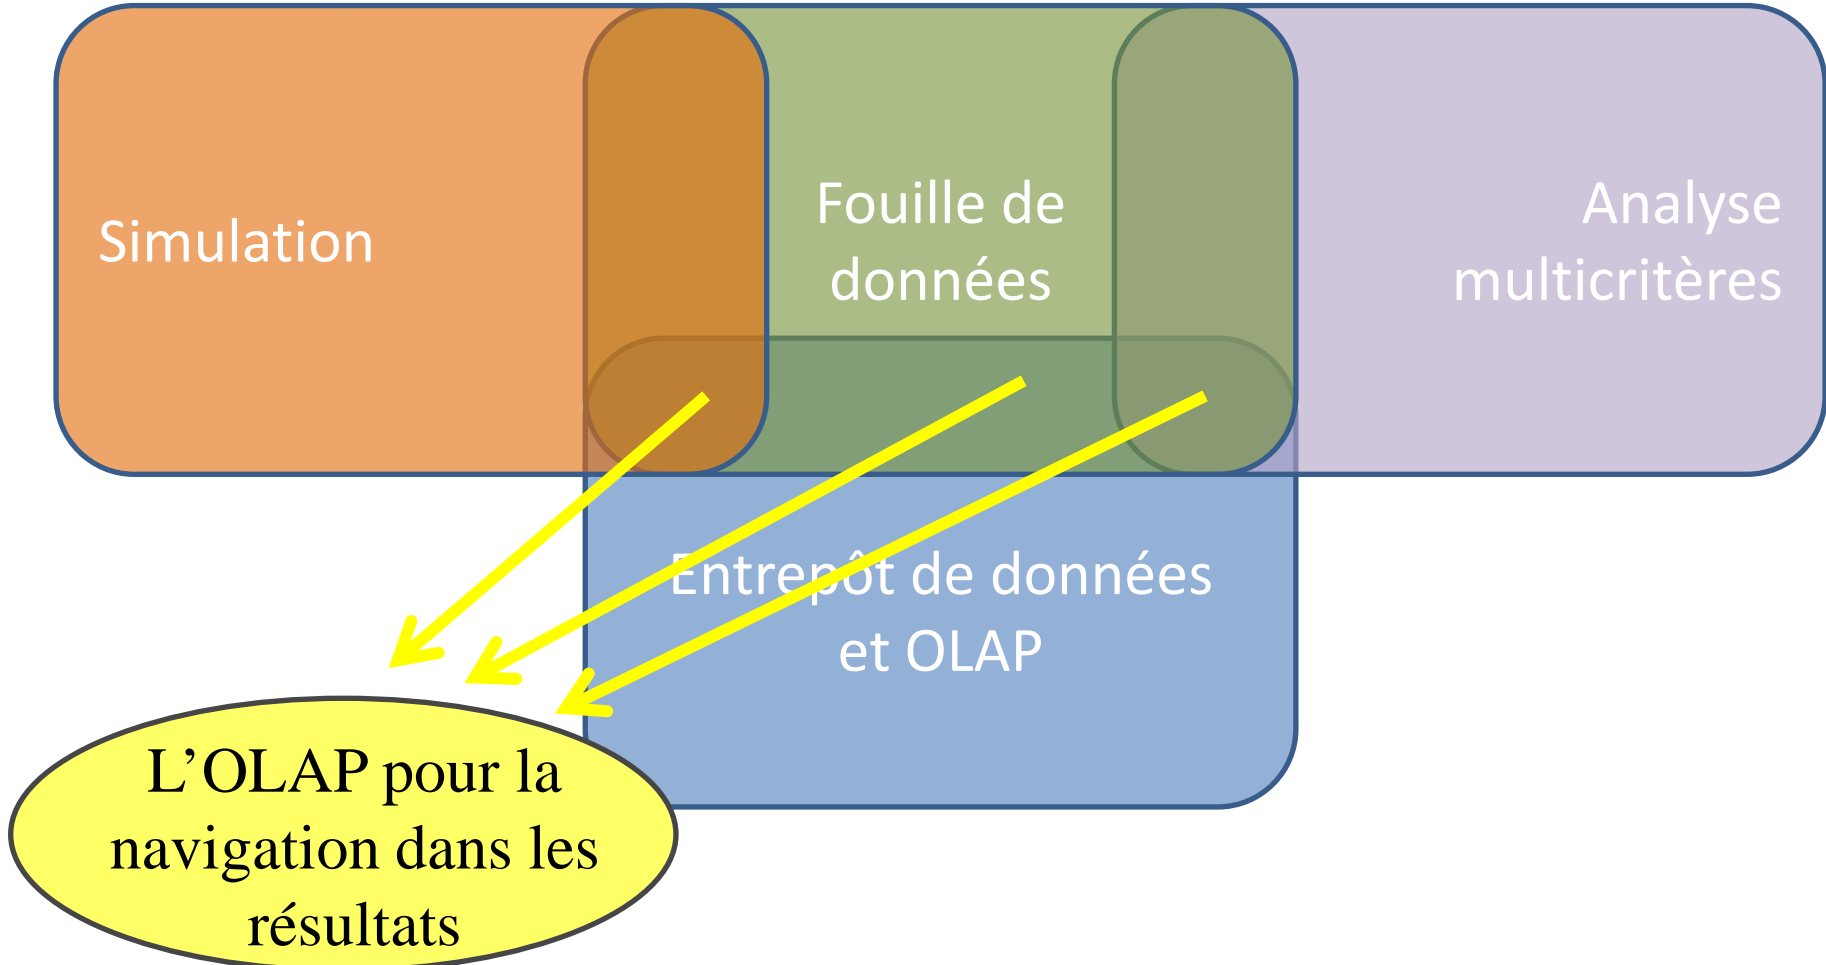 Simulation
Fouille de
données
Analyse
multicritères
Entrepôt de données
et OLAP
L’OLAP pour la
navigation dans les
résultats